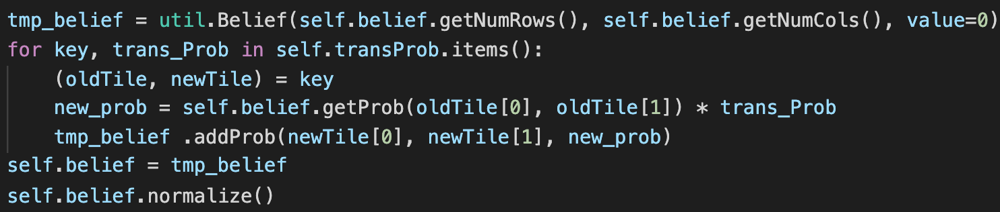 tmp_belief = util.Belief(self.belief.getNumRows(), self.belief.getNumCols(), value=0)
for key, trans_Prob in self.transProb.items():
    (oldTile, newTile) = key
    new_prob = self.belief.getProb(oldTile[0], oldTile[1]) * trans_Prob
    tmp_belief .addProb(newTile[0], newTile[1], new_prob)
self.belief = tmp_belief
self.belief.normalize()